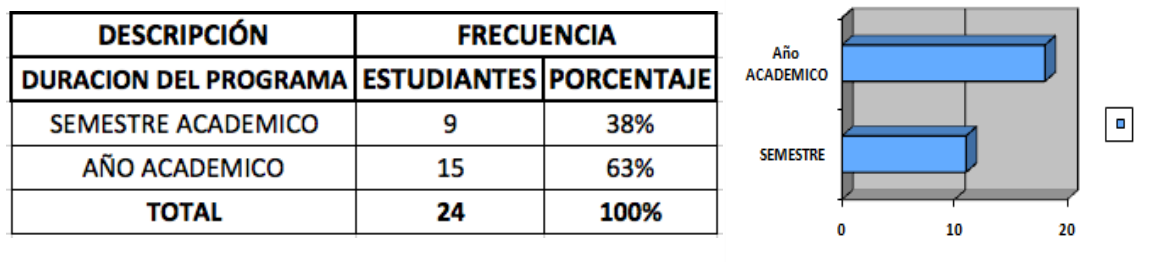 DESCRIPCIÓN FRECUENCIA
DURACION DEL PROGRAMA ESTUDIANTES PORCENTAJE
SEMESTRE ACADEMICO 9 38%
AÑO ACADEMICO 15 63%
TOTAL 24 100%
Año
ACADEMICO
SEMESTRE
0 10 20